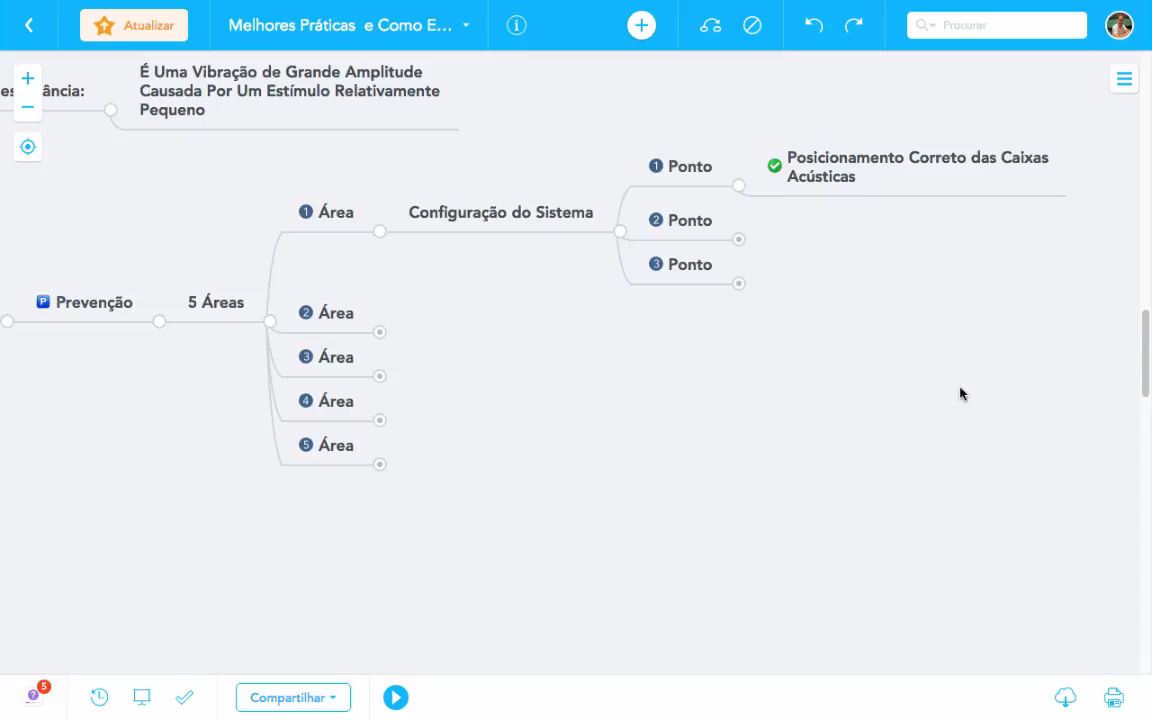 Atualizar
Melhores Práticas e Como E...
Procurar
É Uma Vibração de Grande Amplitude
Causada Por Um Estímulo Relativamente
Pequeno
ância:
1 Ponto
Posicionamento Correto das Caixas
Acústicas
1 Área
Configuração do Sistema
2 Ponto
3 Ponto
P Prevenção
5 Áreas
2 Área
3 Área
4 Área
5 Área
5
Compartilhar